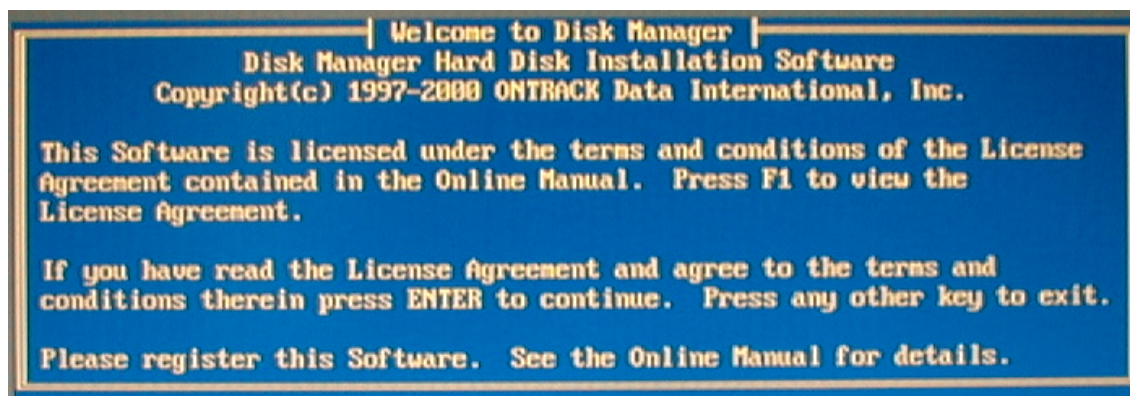 Welcome to Disk Manager
Disk Manager Hard Disk Installation Software
Copyright(c) 1997-2000 ONTRACK Data International, Inc.
This Software is licensed under the terms and conditions of the License
Agreement contained in the Online Manual. Press F1 to view the
License Agreement.
If you have read the License Agreement and agree to the terms and
conditions therein press ENTER to continue. Press any other key to exit.
Please register this Software. See the Online Manual for details.